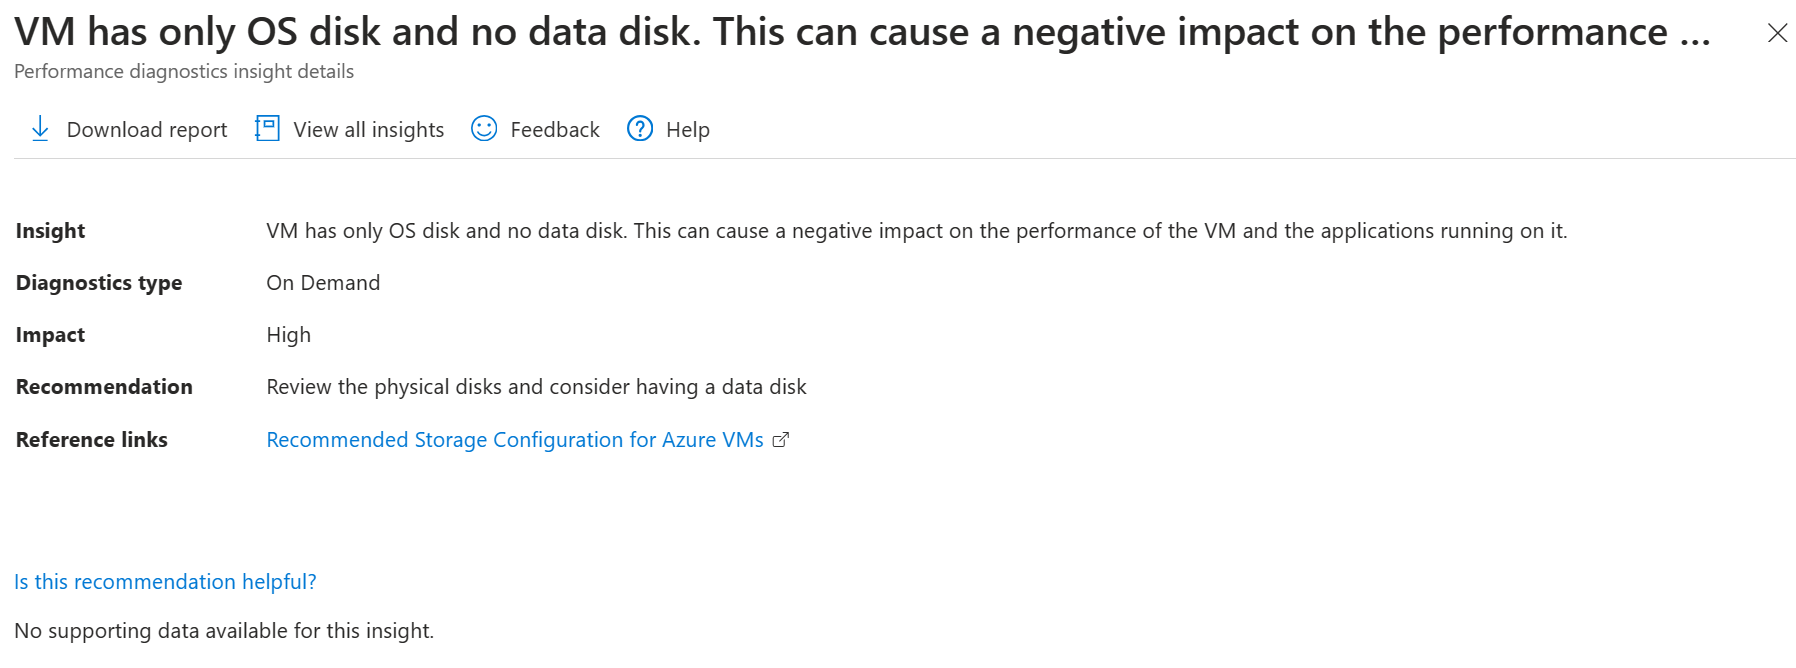 VM has only OS disk and no data disk. This can cause a negative impact on the performance ...
Performance diagnostics insight details
Download report View all insights Feedback Help
Insight VM has only OS disk and no data disk. This can cause a negative impact on the performance of the VM and the applications running on it.
Diagnostics type On Demand
Impact High
Recommendation Review the physical disks and consider having a data disk
Reference links Recommended Storage Configuration for Azure VMs
Is this recommendation helpful?
No supporting data available for this insight.